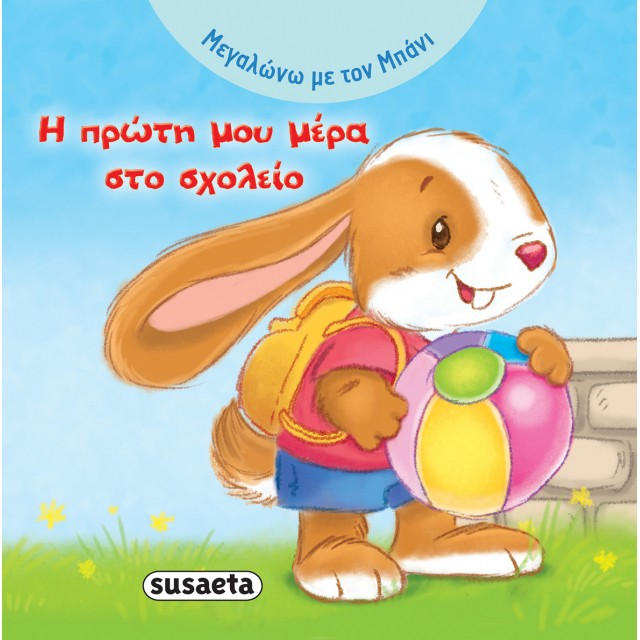 Μεγαλώνω με τον Μπάνι
Η πρώτη μου μέρα
στο σχολείο
susaeta